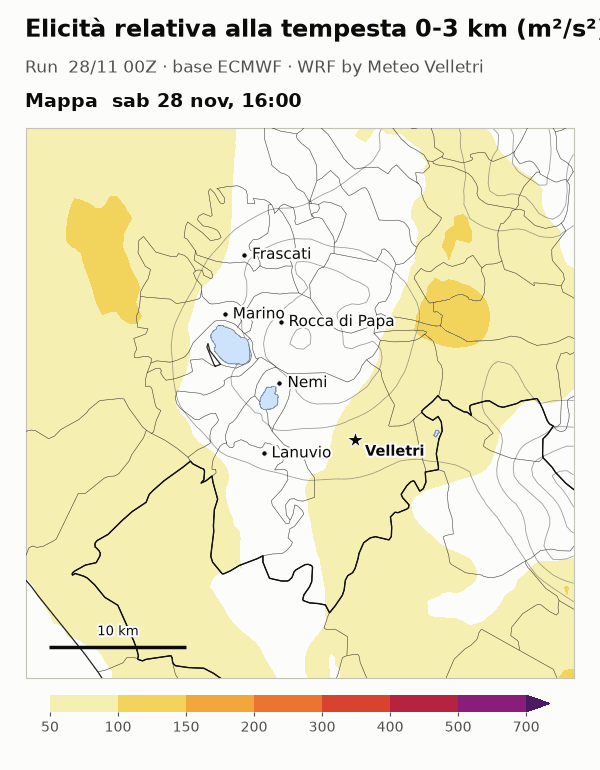 Elicità relativa alla tempesta 0-3 km (m²/s²)
Run 28/11 00Z · base ECMWF · WRF by Meteo Velletri
Mappa sab 28 nov, 16:00
Frascati
Marino
Rocca di Papa
Nemi
Velletri
Lanuvio
10 km
50 100 150 200 300 400 500 700